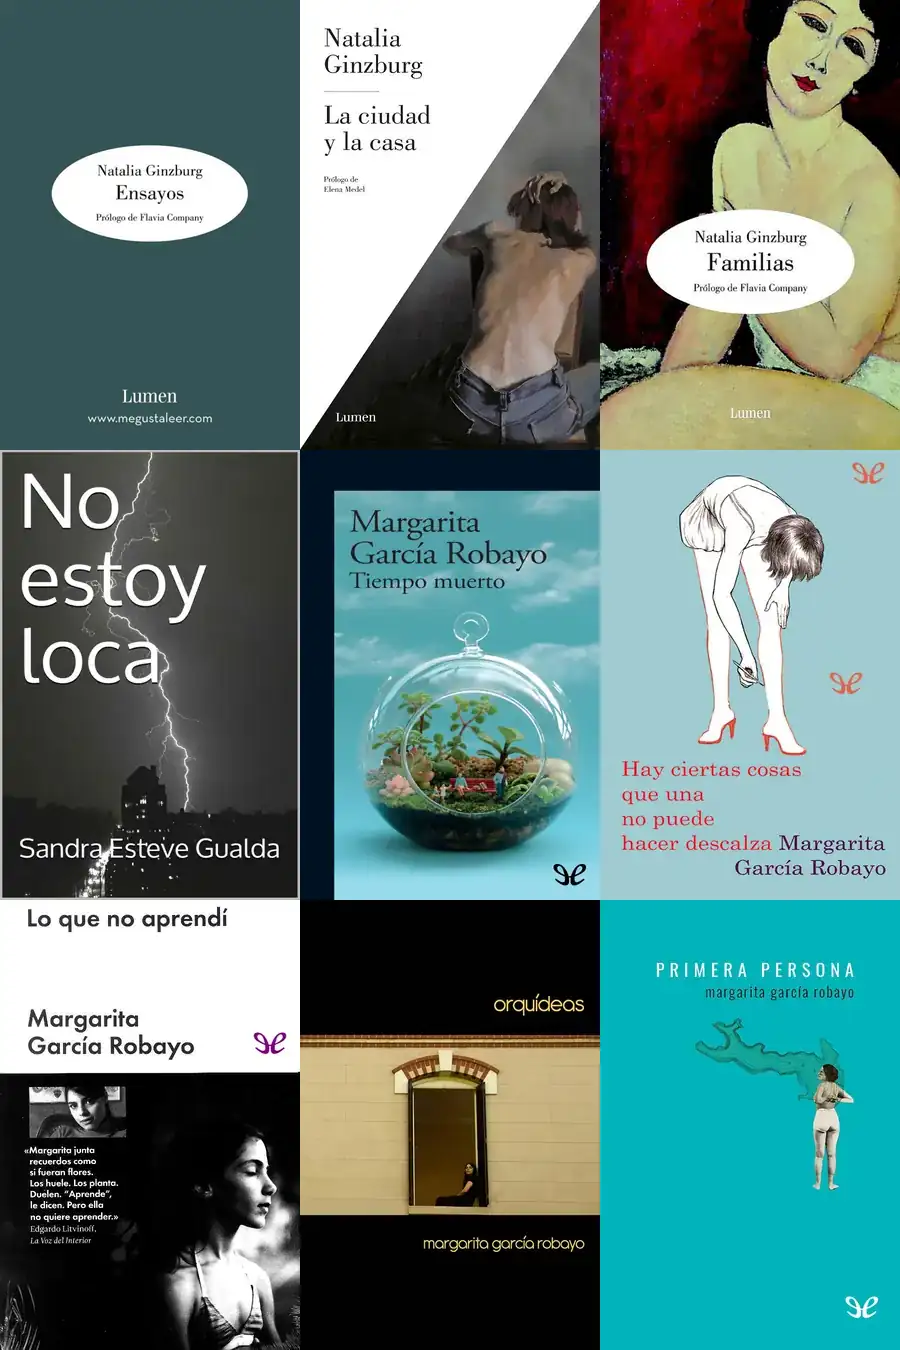 Natalia Ginzburg
Ensayos
Prólogo de Flavia Company
Lumen
www.megustaleer.com
Natalia
Ginzburg
La ciudad
y la casa
Prólogo de
Elena Medel
Lumen
Natalia Ginzburg
Familias
Prólogo de Flavia Company
Lumen
No
estoy
loca
Sandra Esteve Gualda
Margarita
García Robayo
Tiempo muerto
Hay ciertas cosas
que una
no puede
hacer descalza Margarita
García Robayo
Lo que no aprendí
Margarita
García Robayo
«Margarita junta
recuerdos como
si fueran flores.
Los huele. Los planta.
Duelen. “Aprende”,
le dicen. Pero ella
no quiere aprender.»
Edgardo Litvinoff,
La Voz del Interior
orquídeas
margarita garcía robayo
PRIMERA PERSONA
margarita garcía robayo